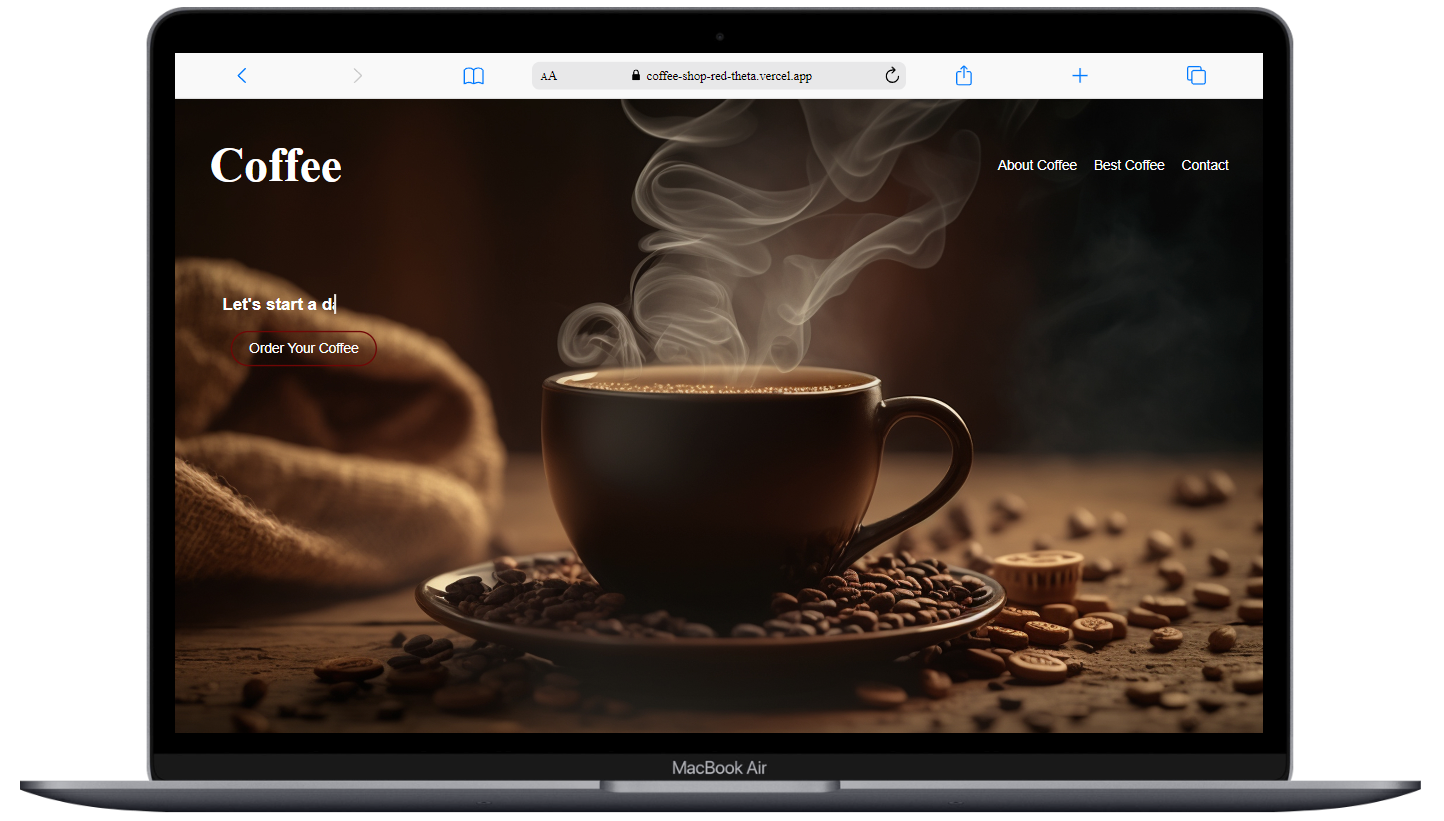 AA coffee-shop-red-theta.vercel.app
Coffee
About Coffee Best Coffee Contact
Let's start a da
Order Your Coffee
MacBook Air